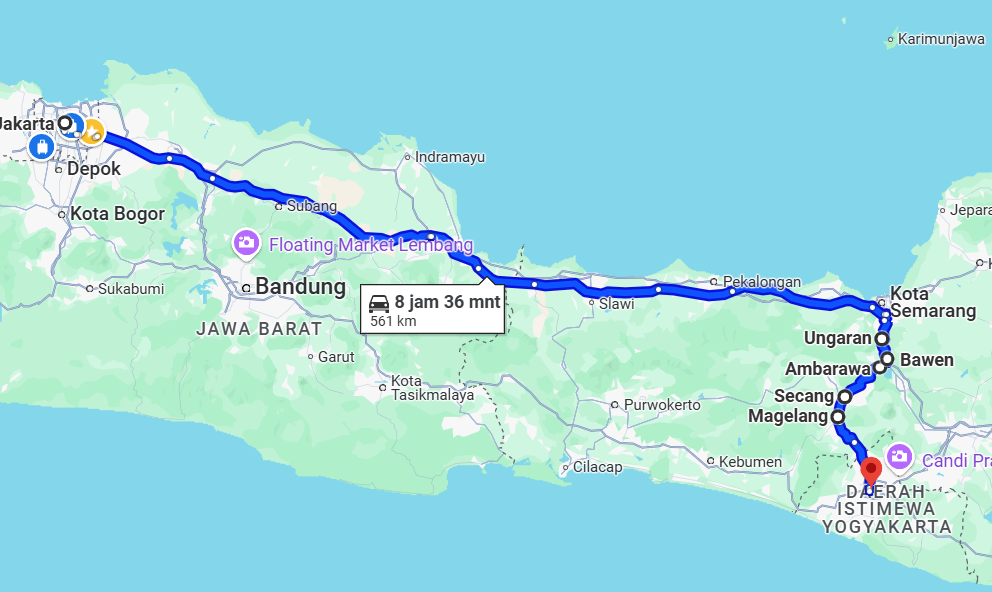 Karimunjawa
Jakarta
Depok
Indramayu
Kota Bogor
Subang
Jepara
Floating Market Lembang
Sukabumi
Bandung
Pekalongan
8 jam 36 mnt
561 km
Slawi
Kota
Semarang
JAWA BARAT
Ungaran
Garut
Bawen
Ambarawa
Kota
Tasikmalaya
Secang
Purwokerto
Magelang
Kebumen
Candi Pra
Cilacap
DAERAH
ISTIMEWA
YOGYAKARTA